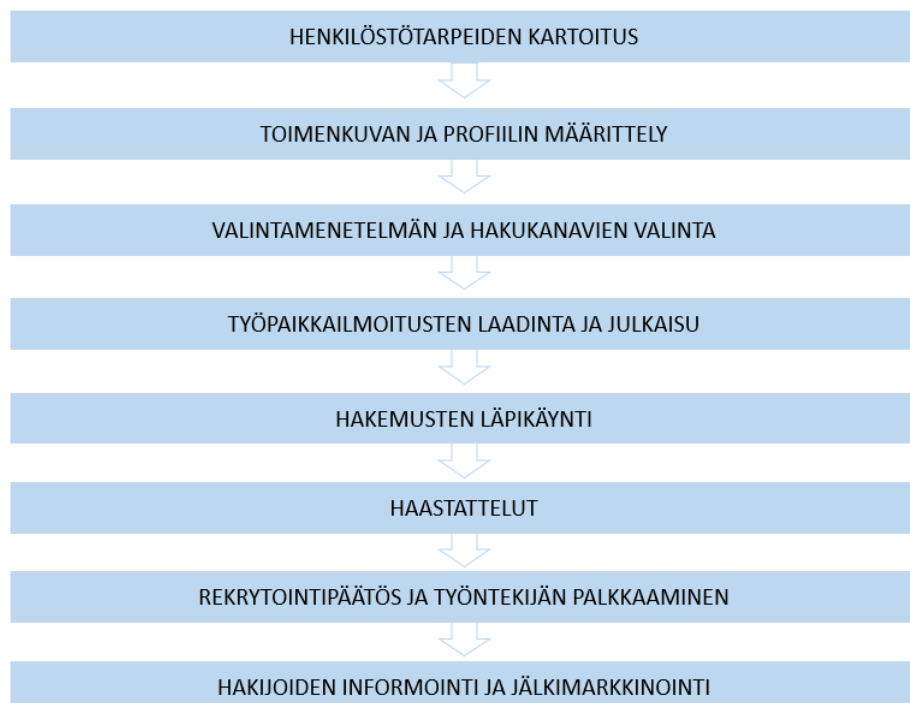 HENKILÖSTÖTARPEIDEN KARTOITUS
TOIMENKUVAN JA PROFIILIN MÄÄRITTELY
VALINTAMENETELMÄN JA HAKUKANAVIEN VALINTA
TYÖPAIKKAILMOITUSTEN LAADINTA JA JULKAISU
HAKEMUSTEN LÄPIKÄYNTI
HAASTATTELUT
REKRYTOINTIPÄÄTÖS JA TYÖNTEKIJÄN PALKKAAMINEN
HAKIJOIDEN INFORMOINTI JA JÄLKIMARKKINOINTI